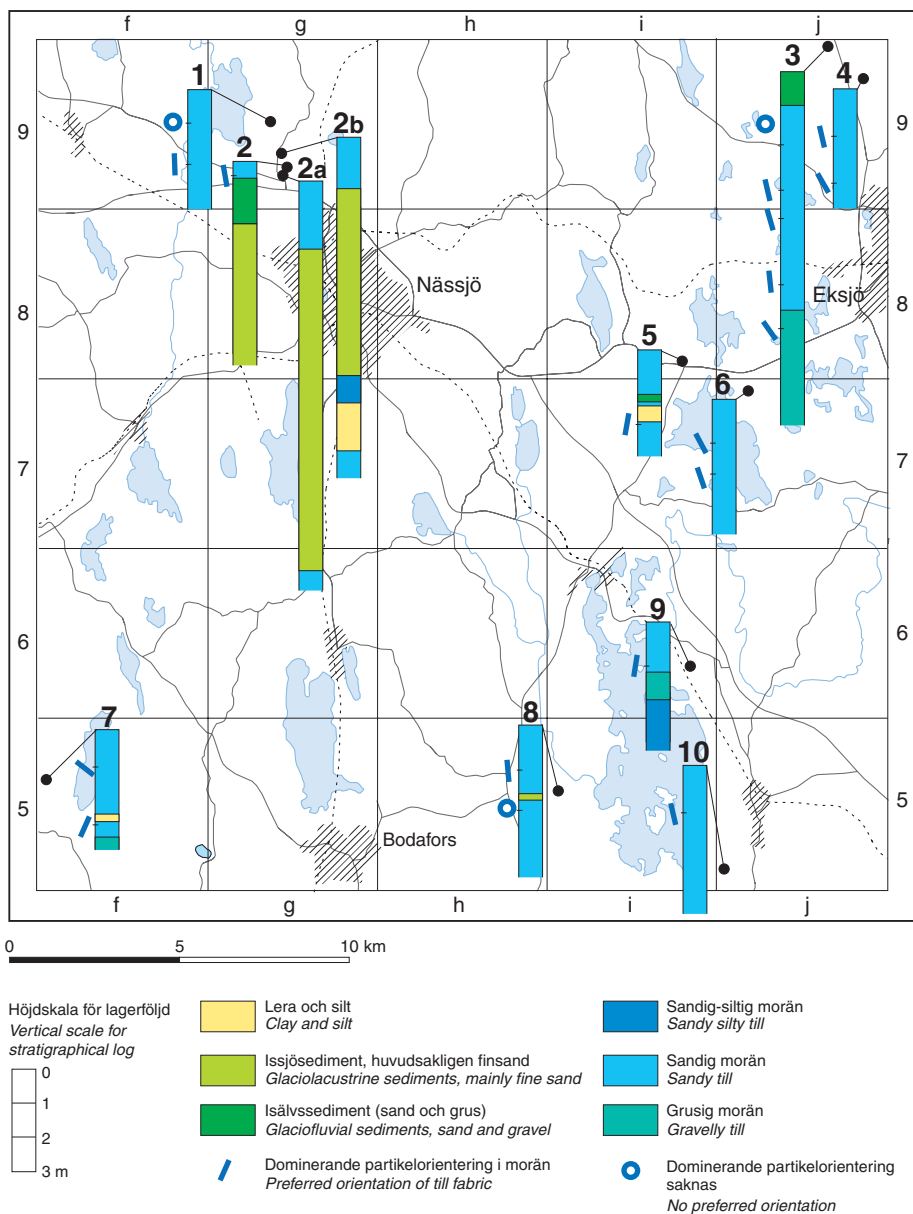 f g h i j
1
3
4
9 9
2b
2
2a
Nässjö
Eksjö
8 8
5
6
7 7
9
6 6
8
7
10
5 5
Bodafors
f g h i j
0 5 10 km
Höjdskala för lagerföljd
Vertical scale for
stratigraphical log
0
1
2
3 m
Lera och silt
Clay and silt
Issjösediment, huvudsakligen finsand
Glaciolacustrine sediments, mainly fine sand
Isälvssediment (sand och grus)
Glaciofluvial sediments, sand and gravel
Dominerande partikelorientering i morän
Preferred orientation of till fabric
Sandig-siltig morän
Sandy silty till
Sandig morän
Sandy till
Grusig morän
Gravelly till
Dominerande partikelorientering
saknas
No preferred orientation